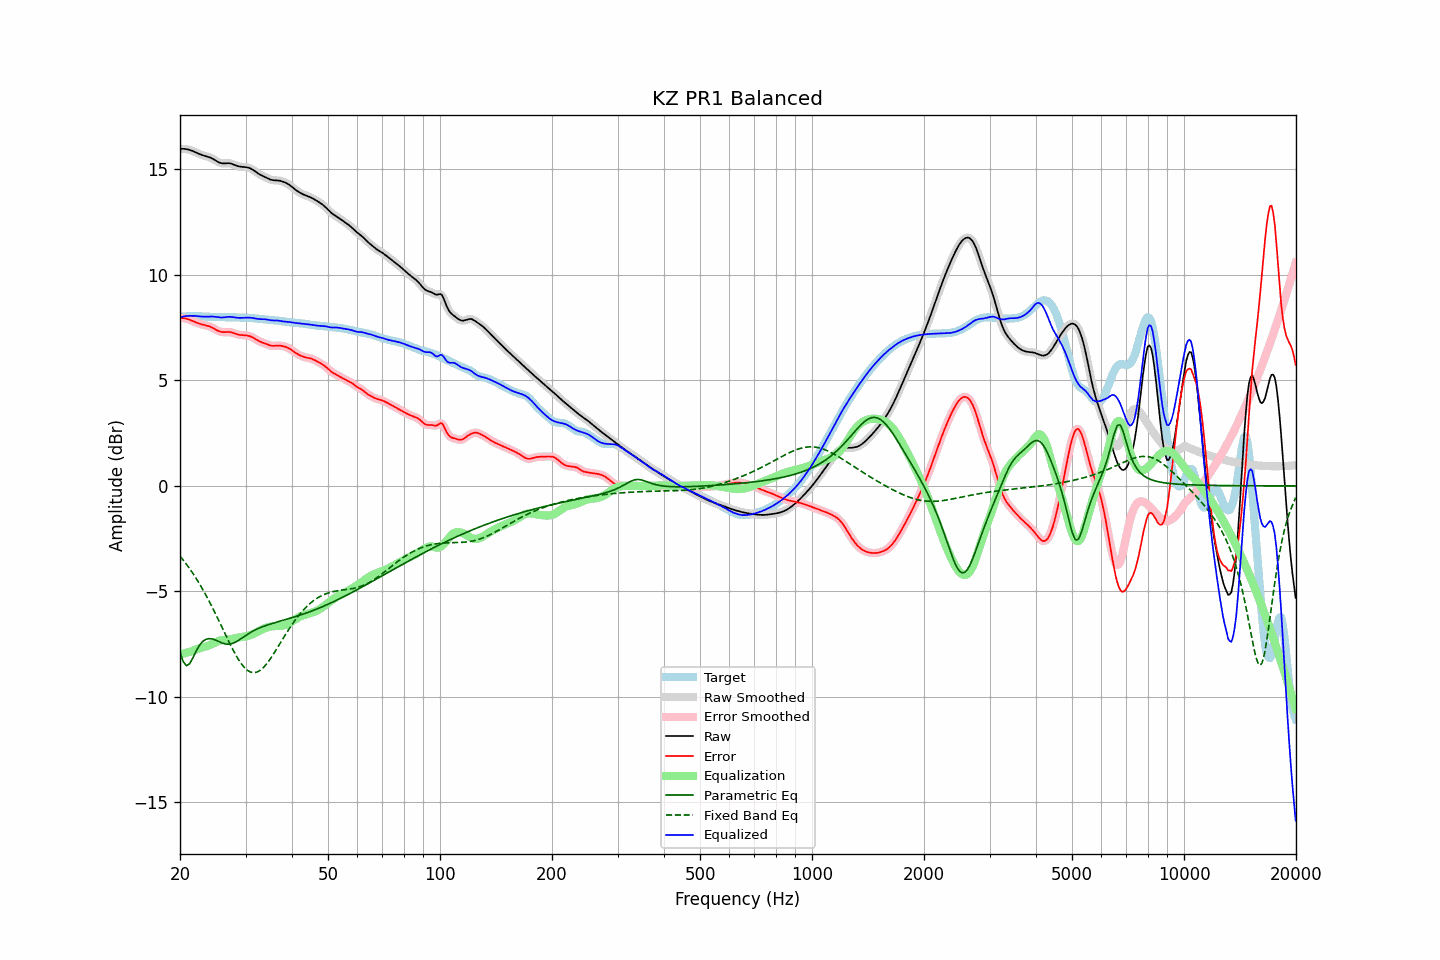 KZ PR1 Balanced
Amplitude (dBr)
15
10
5
0
−5
−10
−15
Target
Raw Smoothed
Error Smoothed
Raw
Error
Equalization
Parametric Eq
Fixed Band Eq
Equalized
20
50
100
200
500
1000
2000
5000
10000
20000
Frequency (Hz)